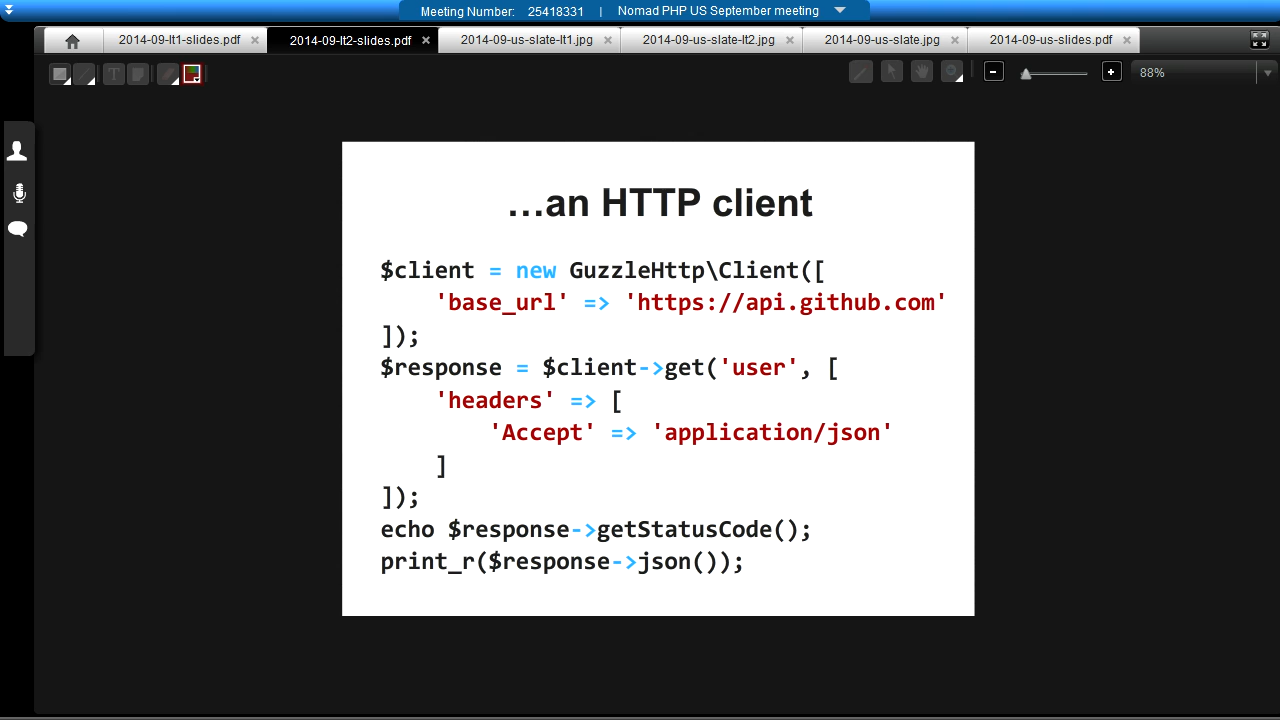 Meeting Number: 25418331 | Nomad PHP US September meeting
2014-09-lt1-slides.pdf 2014-09-lt2-slides.pdf 2014-09-us-slate-lt1.jpg 2014-09-us-slate-lt2.jpg 2014-09-us-slate.jpg 2014-09-us-slides.pdf
T 88%
…an HTTP client
$client = new GuzzleHttp\Client([
    'base_url' => 'https://api.github.com'
]);
$response = $client->get('user', [
    'headers' => [
        'Accept' => 'application/json'
    ]
]);
echo $response->getStatusCode();
print_r($response->json());